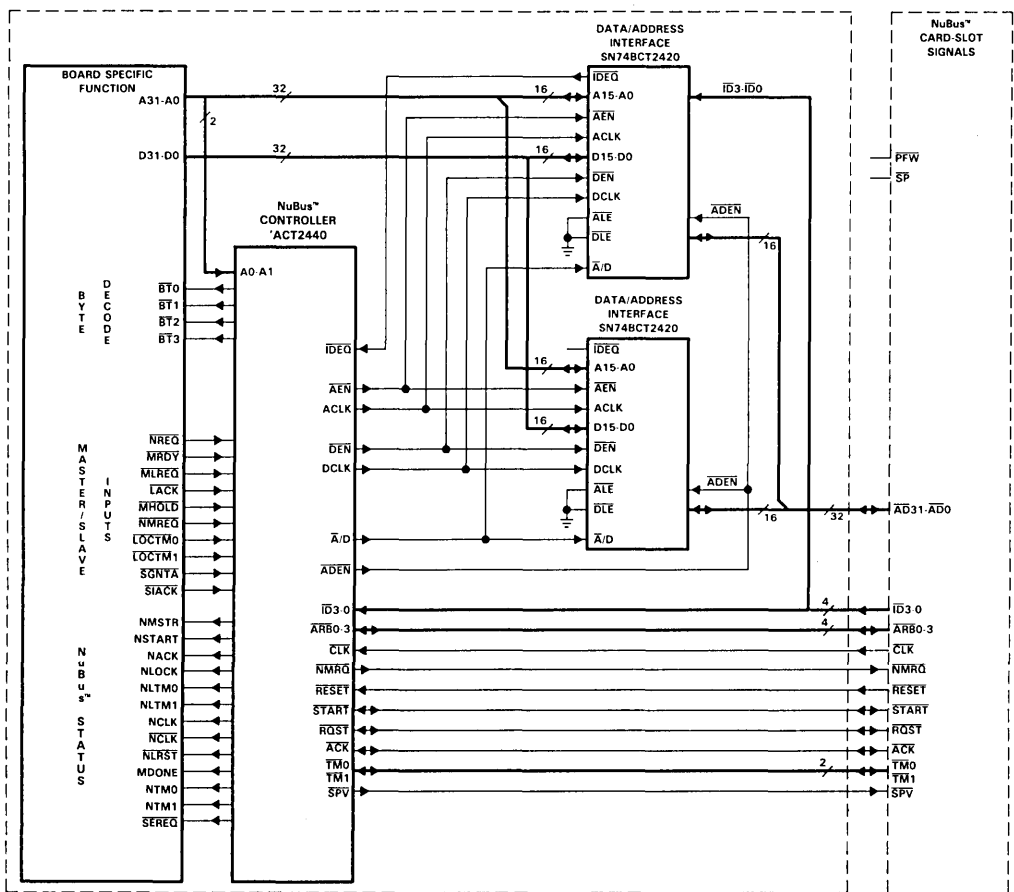 NuBus™
CARD-SLOT
SIGNALS
DATA/ADDRESS
INTERFACE
SN74BCT2420
BOARD SPECIFIC
FUNCTION
A31-A0
32
2
D31-D0
32
16
16
IDEQ
A15-A0
AEN
ACLK
D15-D0
DEN
DCLK
ALE
DLE
A/D
ID3-ID0
ADEN
16
PFW
SP
NuBus™
CONTROLLER
'ACT2440
A0-A1
BYTE
DECODE
BT0
BT1
BT2
BT3
DATA/ADDRESS
INTERFACE
SN74BCT2420
16
16
IDEQ
A15-A0
AEN
ACLK
D15-D0
DEN
DCLK
ALE
DLE
A/D
ADEN
16
32
AD31-AD0
IDEQ
AEN
ACLK
DEN
DCLK
A/D
ADEN
MASTER/SLAVE
INPUTS
NREQ
MRDY
MLREQ
LACK
MHOLD
NMREQ
LOCTM0
LOCTM1
SGNTA
SIACK
NuBus™
STATUS
NMSTR
NSTART
NACK
NLOCK
NLTM0
NLTM1
NCLK
NCLK
NLRST
MDONE
NTM0
NTM1
SEREQ
ID3-0
4
ID3-0
ARB0-3
4
ARB0-3
CLK
CLK
NMRQ
NMRQ
RESET
RESET
START
START
RQST
RQST
ACK
ACK
TM0
2
TM0
TM1
TM1
SPV
SPV